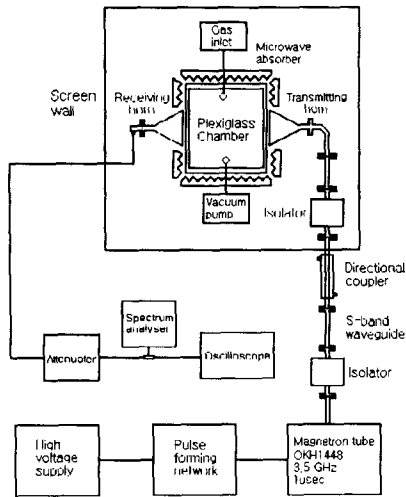 Gas
inlet
Microwave
absorber
Screen
wall
Receiving
horn
Transmitting
horn
Plexiglass
Chamber
Vacuum
pump
Isolator
Directional
coupler
Spectrum
analyser
S-band
waveguide
Attenuator
Oscilloscope
Isolator
High
voltage
supply
Pulse
forming
network
Magnetron tube
OKH1448
3,5 GHz
1usec